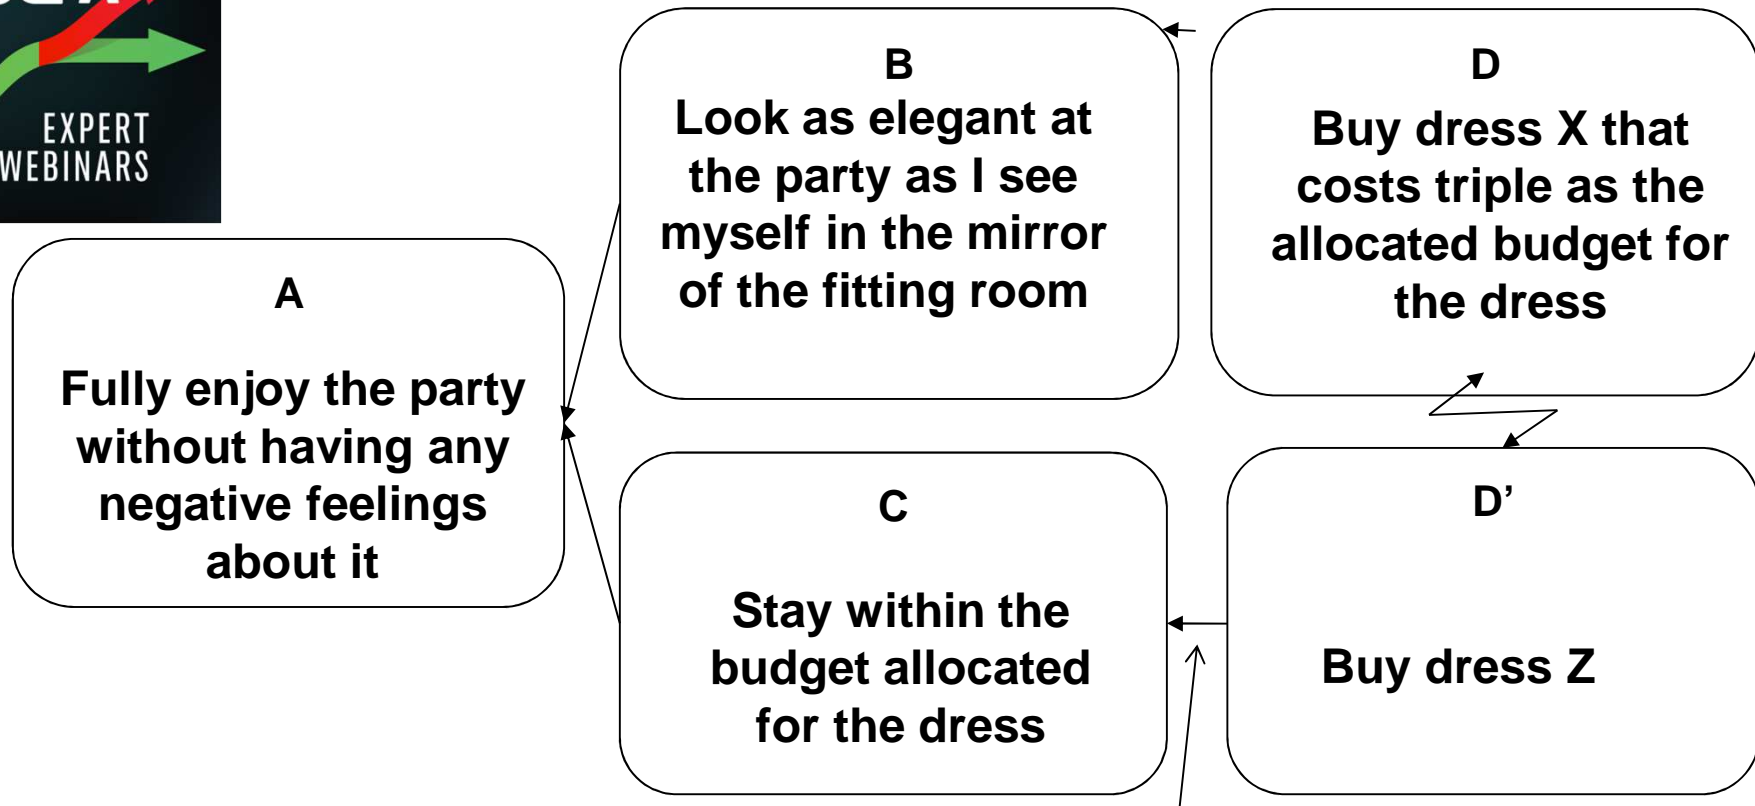 EXPERT
WEBINARS
B
Look as elegant at
the party as I see
myself in the mirror
of the fitting room
D
Buy dress X that
costs triple as the
allocated budget for
the dress
A
Fully enjoy the party
without having any
negative feelings
about it
C
Stay within the
budget allocated
for the dress
D’
Buy dress Z